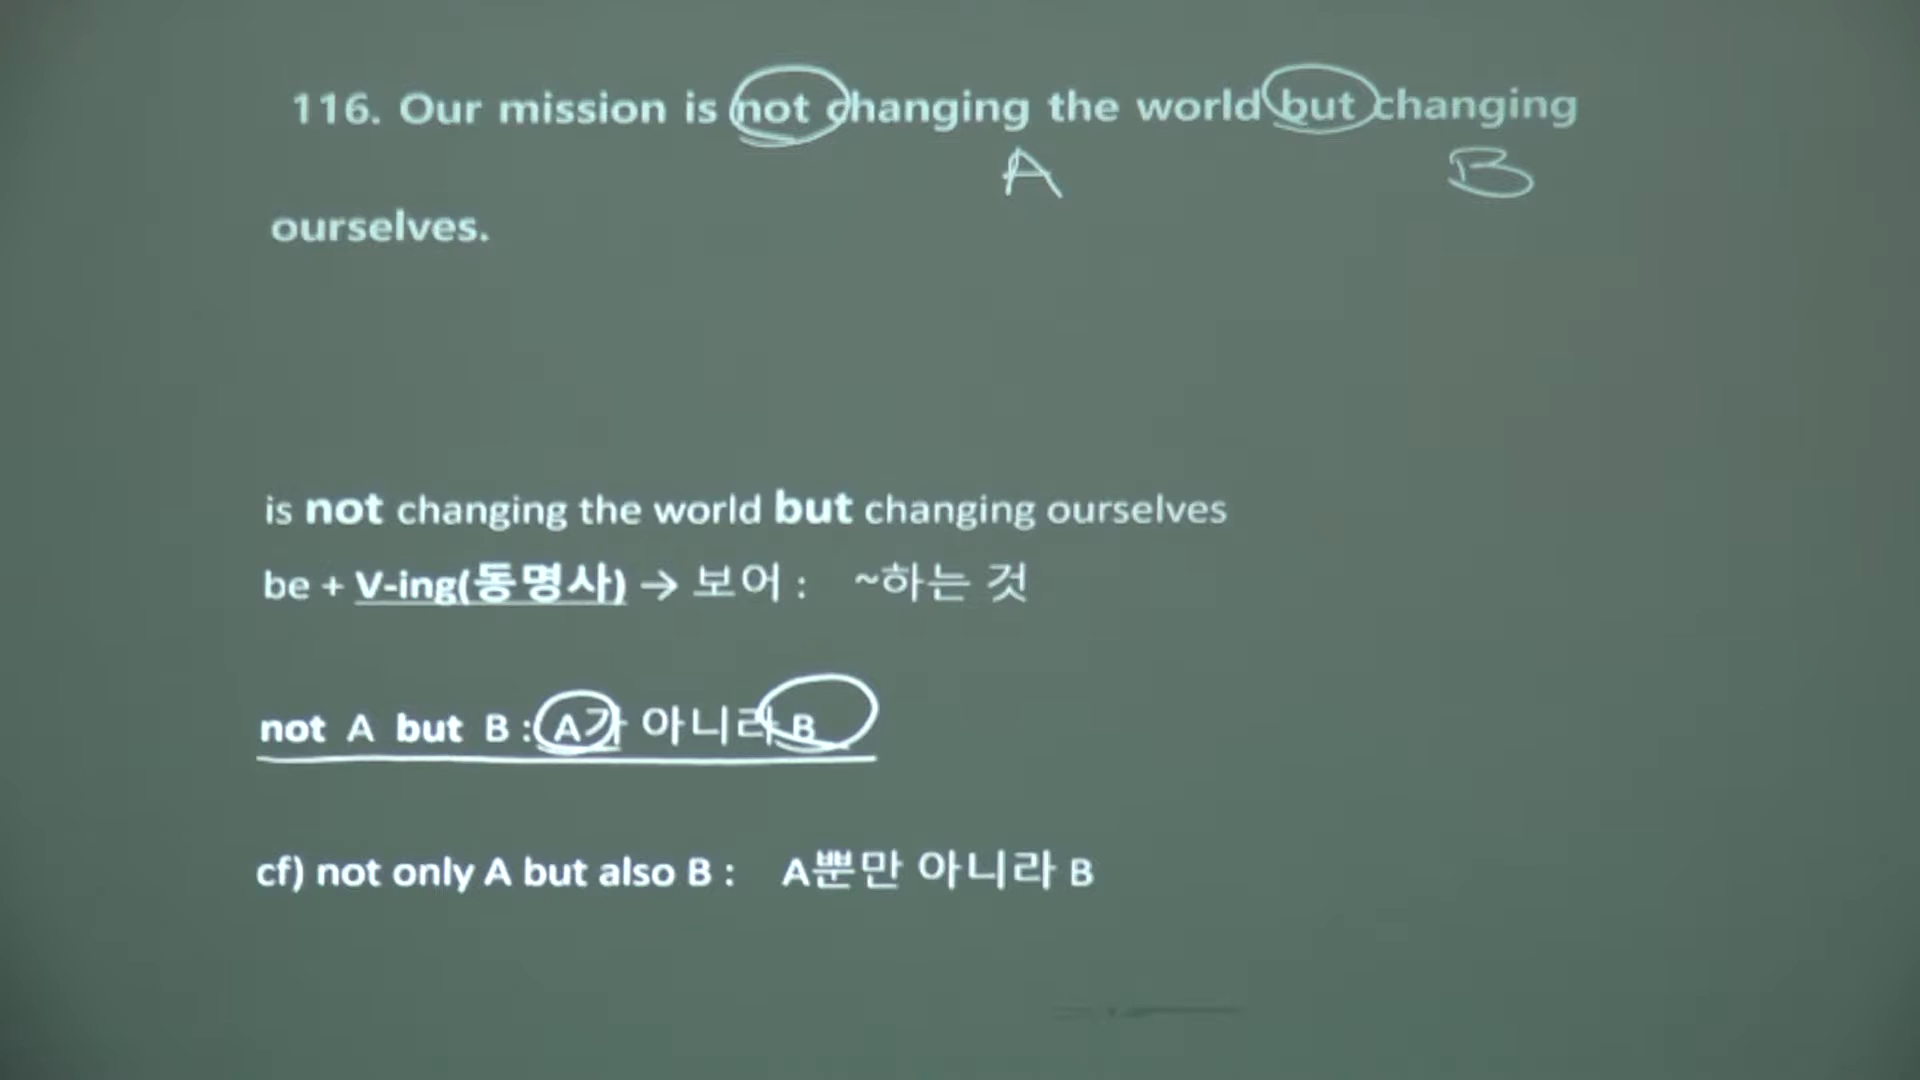 116. Our mission is not changing the world but changing
A B
ourselves.
is not changing the world but changing ourselves
be + V-ing(동명사) → 보어 : ~하는 것
not A but B : A가 아니라 B
cf) not only A but also B : A뿐만 아니라 B